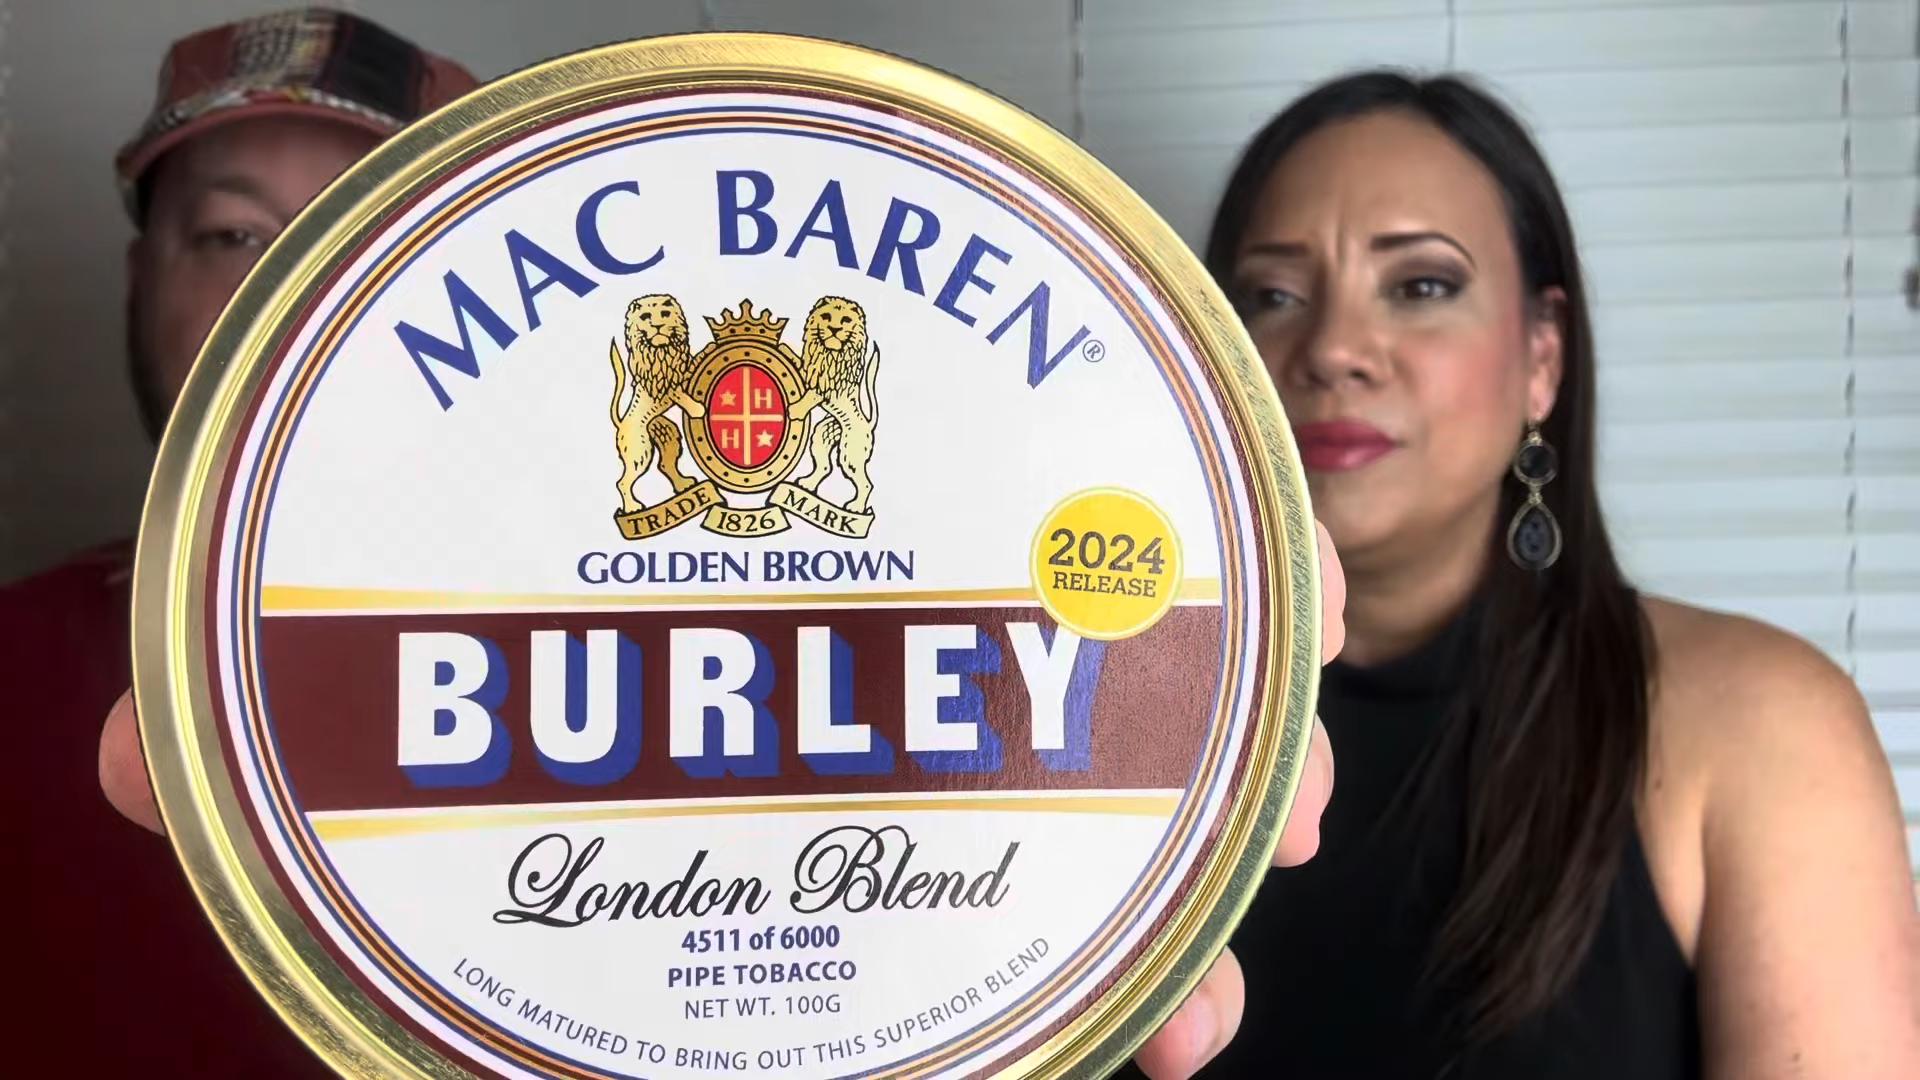 MAC BAREN®
H
H
TRADE 1826 MARK
GOLDEN BROWN
2024
RELEASE
BURLEY
London Blend
4511 of 6000
PIPE TOBACCO
NET WT. 100G
LONG MATURED TO BRING OUT THIS SUPERIOR BLEND